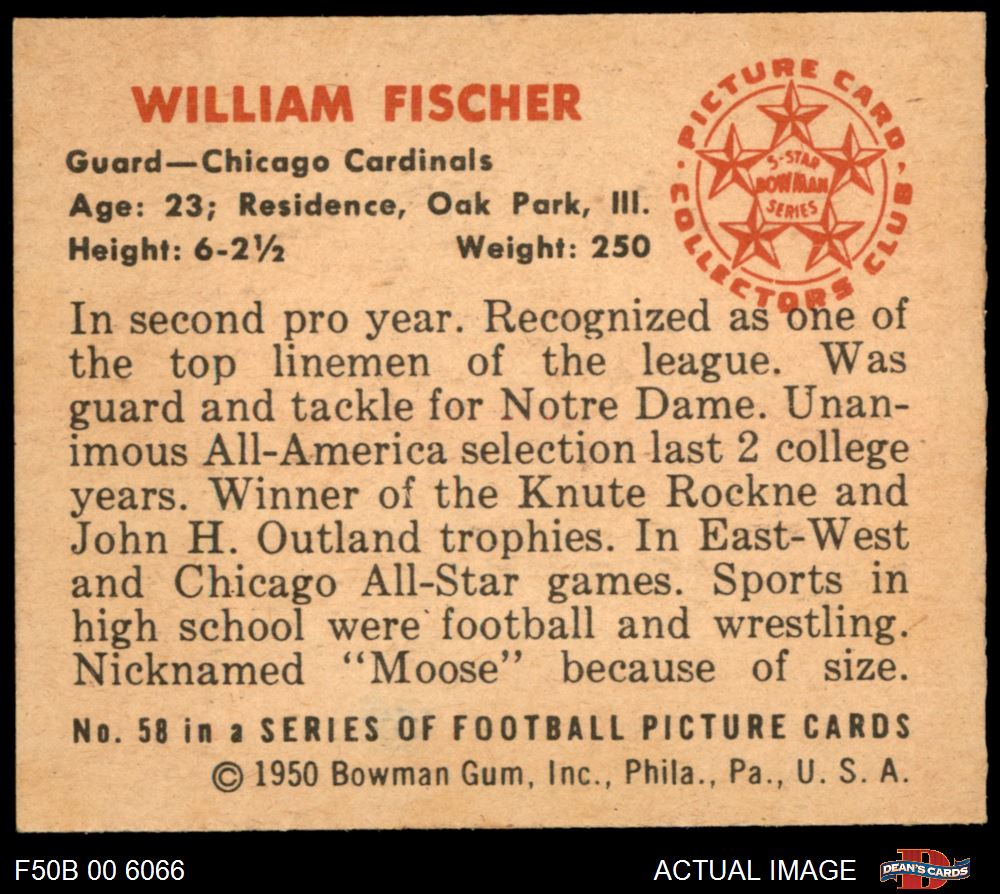 WILLIAM FISCHER
Guard—Chicago Cardinals
Age: 23; Residence, Oak Park, Ill.
Height: 6-2½ Weight: 250
PICTURE CARD
COLLECTORS CLUB
5-STAR
BOWMAN
SERIES
In second pro year. Recognized as one of
the top linemen of the league. Was
guard and tackle for Notre Dame. Unan-
imous All-America selection last 2 college
years. Winner of the Knute Rockne and
John H. Outland trophies. In East-West
and Chicago All-Star games. Sports in
high school were football and wrestling.
Nicknamed “Moose” because of size.
No. 58 in a SERIES OF FOOTBALL PICTURE CARDS
© 1950 Bowman Gum, Inc., Phila., Pa., U. S. A.
F50B 00 6066 ACTUAL IMAGE DEAN'S CARDS